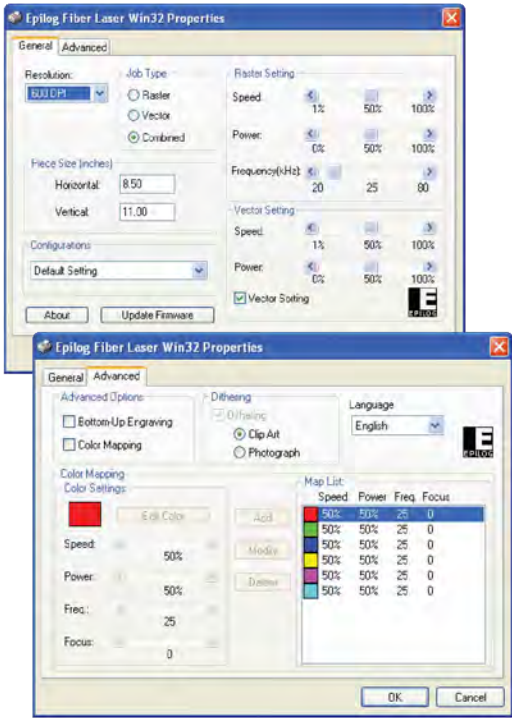 Epilog Fiber Laser Win32 Properties
General Advanced
Resolution:
600 DPI
Job Type
Raster
Vector
Combined
Piece Size (inches)
Horizontal: 8.50
Vertical: 11.00
Configurations
Default Setting
About Update Firmware
Raster Setting
Speed:
1% 50% 100%
Power:
0% 50% 100%
Frequency(kHz):
20 25 80
Vector Setting
Speed:
1% 50% 100%
Power:
0% 50% 100%
Vector Sorting
EPILOG
Epilog Fiber Laser Win32 Properties
General Advanced
Advanced Options
Bottom-Up Engraving
Color Mapping
Dithering
Dithering
Clip Art
Photograph
Language
English
EPILOG
Color Mapping
Color Settings:
Edit Color
Speed:
50%
Power:
50%
Freq.:
25
Focus:
0
Add
Modify
Delete
Map List:
Speed Power Freq. Focus
50% 50% 25 0
50% 50% 25 0
50% 50% 25 0
50% 50% 25 0
50% 50% 25 0
50% 50% 25 0
OK Cancel